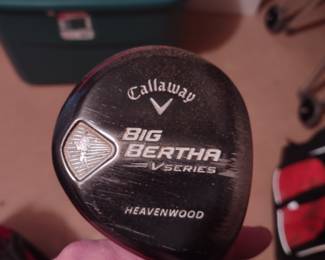 Callaway
BIG
BERTHA
V SERIES
HEAVENWOOD